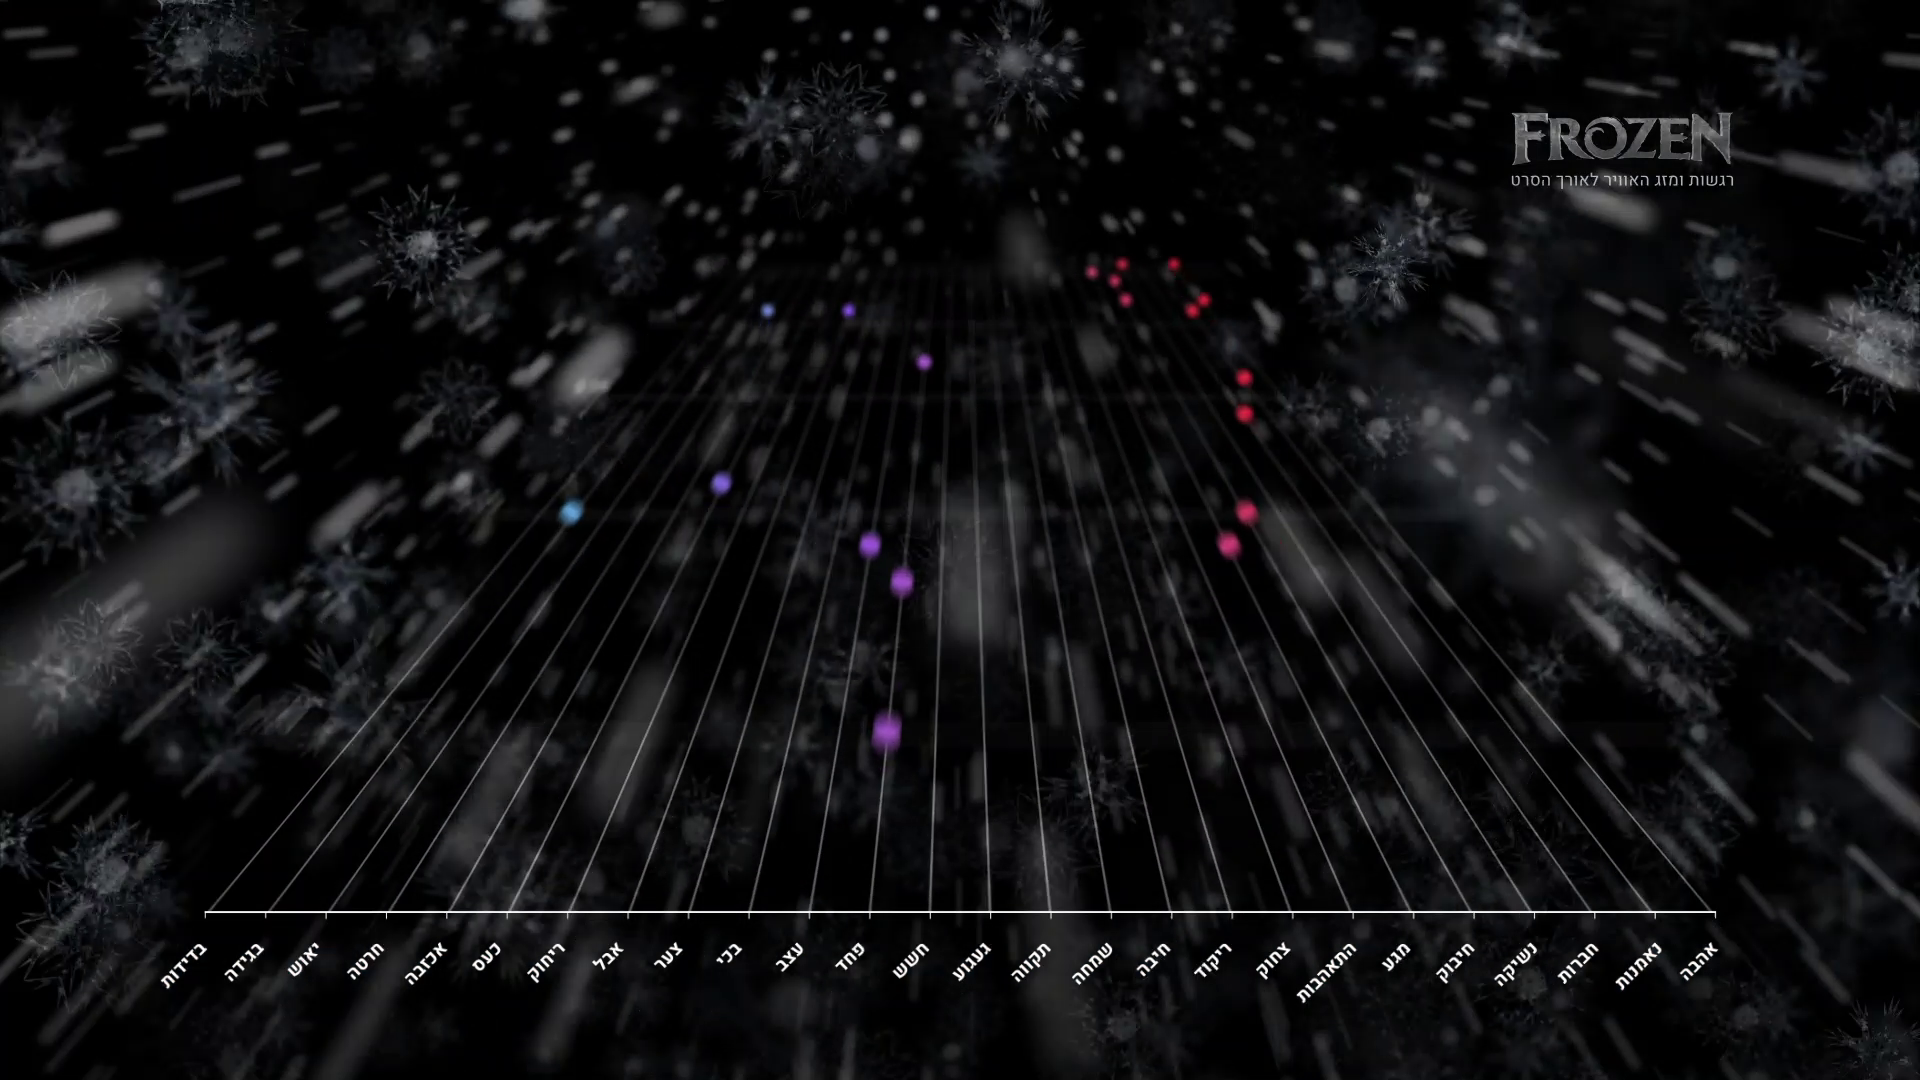 FROZEN
רגשות ומזג האוויר לאורך הסרט
בדידות
בגידה
יאוש
חרטה
אכזבה
כעס
ריחוק
אבל
צער
בכי
עצב
פחד
חשש
געגוע
תקווה
שמחה
חיבה
ריקוד
צחוק
התאהבות
מגע
חיבוק
נשיקה
חברות
נאמנות
אהבה